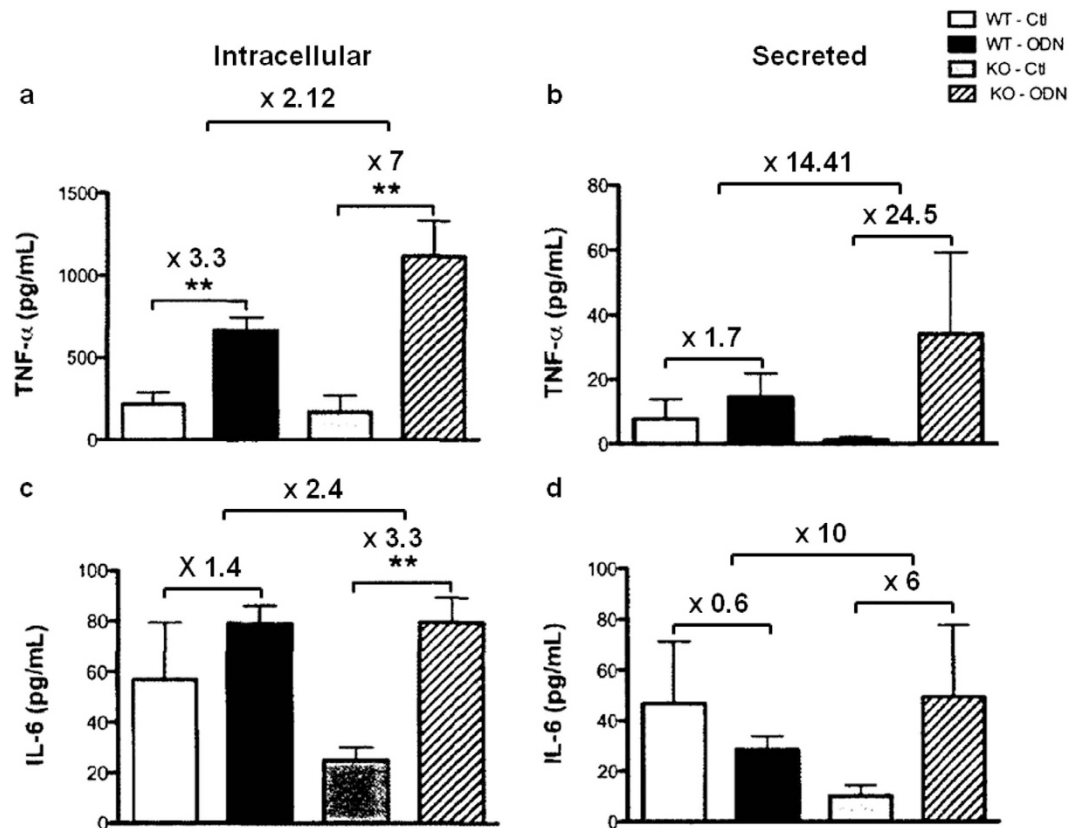 WT - Ctl
WT - ODN
KO - Ctl
KO - ODN
Intracellular
Secreted
a
x 2.12
x 7
**
x 3.3
**
TNF-α (pg/mL)
1500
1000
500
0
b
x 14.41
x 24.5
x 1.7
TNF-α (pg/mL)
80
60
40
20
0
c
x 2.4
x 3.3
**
X 1.4
IL-6 (pg/mL)
100
80
60
40
20
0
d
x 10
x 6
x 0.6
IL-6 (pg/mL)
100
80
60
40
20
0